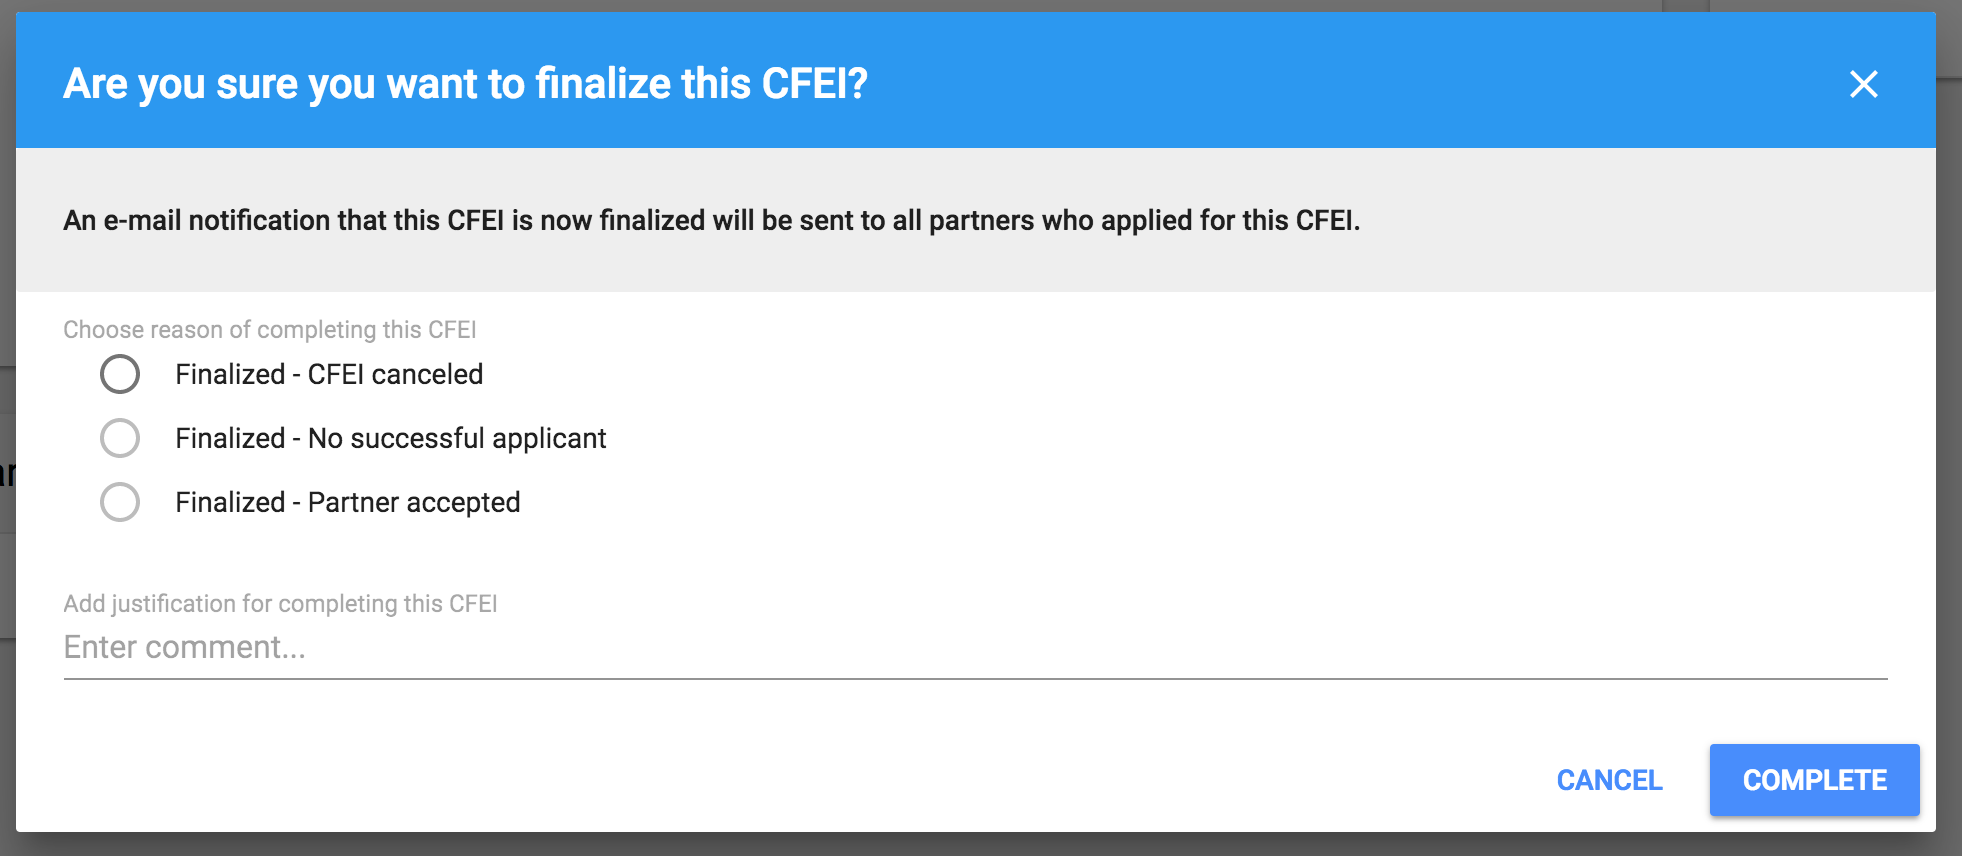 Are you sure you want to finalize this CFEI?
An e-mail notification that this CFEI is now finalized will be sent to all partners who applied for this CFEI.
Choose reason of completing this CFEI
Finalized - CFEI canceled
Finalized - No successful applicant
Finalized - Partner accepted
Add justification for completing this CFEI
Enter comment...
CANCEL
COMPLETE